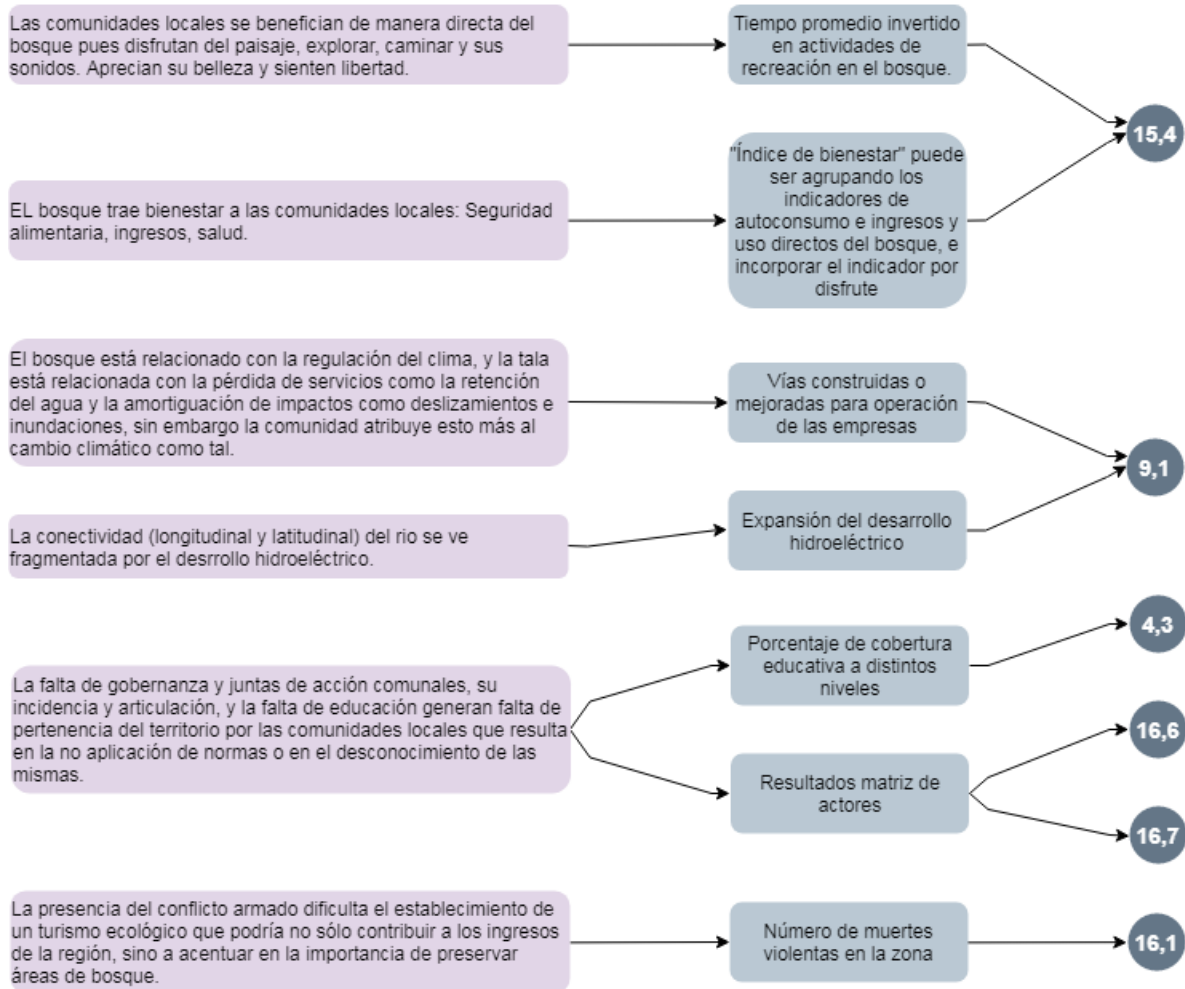 Las comunidades locales se benefician de manera directa del
bosque pues disfrutan del paisaje, explorar, caminar y sus
sonidos. Aprecian su belleza y sienten libertad.
Tiempo promedio invertido
en actividades de
recreación en el bosque.
15,4
EL bosque trae bienestar a las comunidades locales: Seguridad
alimentaria, ingresos, salud.
"Índice de bienestar" puede
ser agrupando los
indicadores de
autoconsumo e ingresos y
uso directos del bosque, e
incorporar el indicador por
disfrute
El bosque está relacionado con la regulación del clima, y la tala
está relacionada con la pérdida de servicios como la retención
del agua y la amortiguación de impactos como deslizamientos e
inundaciones, sin embargo la comunidad atribuye esto más al
cambio climático como tal.
Vías construidas o
mejoradas para operación
de las empresas
9,1
La conectividad (longitudinal y latitudinal) del rio se ve
fragmentada por el desrrollo hidroeléctrico.
Expansión del desarrollo
hidroeléctrico
La falta de gobernanza y juntas de acción comunales, su
incidencia y articulación, y la falta de educación generan falta de
pertenencia del territorio por las comunidades locales que resulta
en la no aplicación de normas o en el desconocimiento de las
mismas.
Porcentaje de cobertura
educativa a distintos
niveles
4,3
Resultados matriz de
actores
16,6
16,7
La presencia del conflicto armado dificulta el establecimiento de
un turismo ecológico que podría no sólo contribuir a los ingresos
de la región, sino a acentuar en la importancia de preservar
áreas de bosque.
Número de muertes
violentas en la zona
16,1